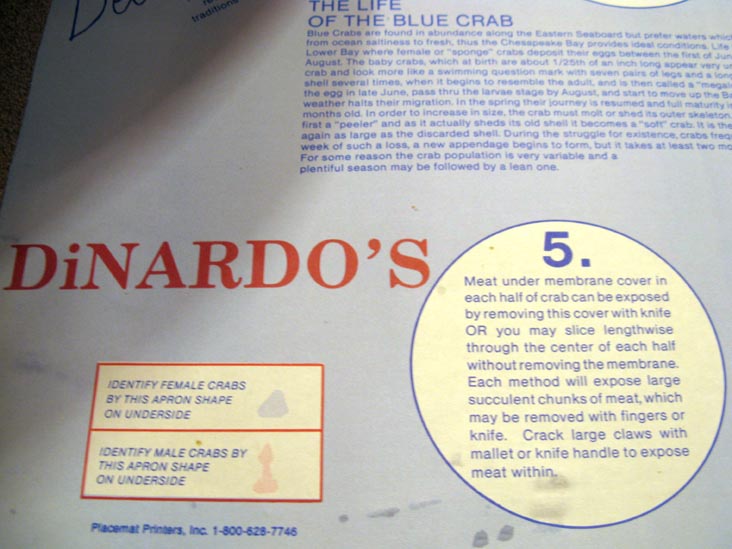 THE LIFE
OF THE BLUE CRAB
Blue Crabs are found in abundance along the Eastern Seaboard but prefer waters
from ocean saltiness to fresh, thus the Chesapeake Bay provides ideal conditions. Life
Lower Bay where female or "sponge" crabs deposit their eggs between the first of
August. The baby crabs, which at birth are about 1/25th of an inch long appear very
crab and look more like a swimming question mark with seven pairs of legs and a
shell several times, when it begins to resemble the adult, and is then called a
the egg in late June, pass thru the larvae stage by August, and start to move up the
weather halts their migration. In the spring their journey is resumed and full maturity
months old. In order to increase in size, the crab must molt or shed its outer skeleton.
first a "peeler" and as it actually sheds its old shell it becomes a "soft" crab. It is
again as large as the discarded shell. During the struggle for existence, crabs
week of such a loss, a new appendage begins to form, but it takes at least two
For some reason the crab population is very variable and a
plentiful season may be followed by a lean one.
DiNARDO'S
5.
Meat under membrane cover in
each half of crab can be exposed
by removing this cover with knife
OR you may slice lengthwise
through the center of each half
without removing the membrane.
Each method will expose large
succulent chunks of meat, which
may be removed with fingers or
knife. Crack large claws with
mallet or knife handle to expose
meat within.
IDENTIFY FEMALE CRABS
BY THIS APRON SHAPE
ON UNDERSIDE
IDENTIFY MALE CRABS BY
THIS APRON SHAPE
ON UNDERSIDE
Placemat Printers, Inc. 1-800-628-7746